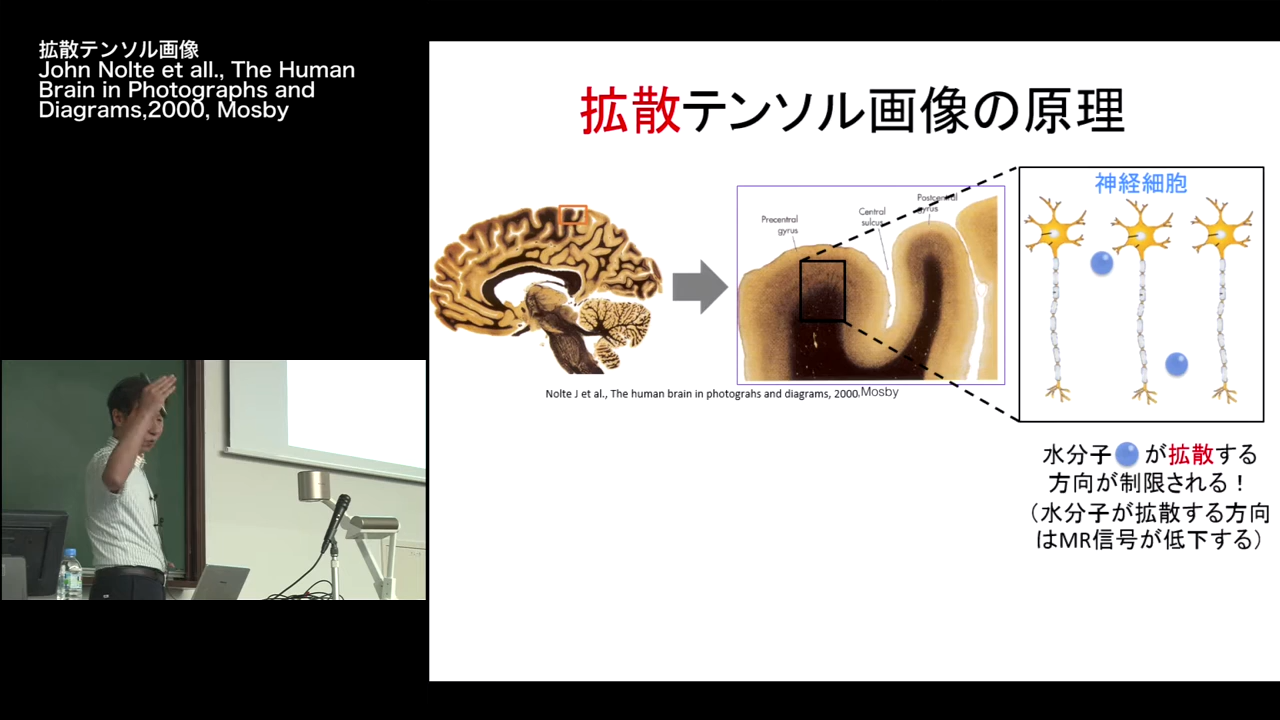 拡散テンソル画像
John Nolte et all., The Human
Brain in Photographs and
Diagrams,2000, Mosby
拡散テンソル画像の原理
Precentral
gyrus
Central
sulcus
Postcentral
gyrus
神経細胞
Nolte J et al., The human brain in photograhs and diagrams, 2000.Mosby
水分子 が拡散する
方向が制限される！
（水分子が拡散する方向
はMR信号が低下する）